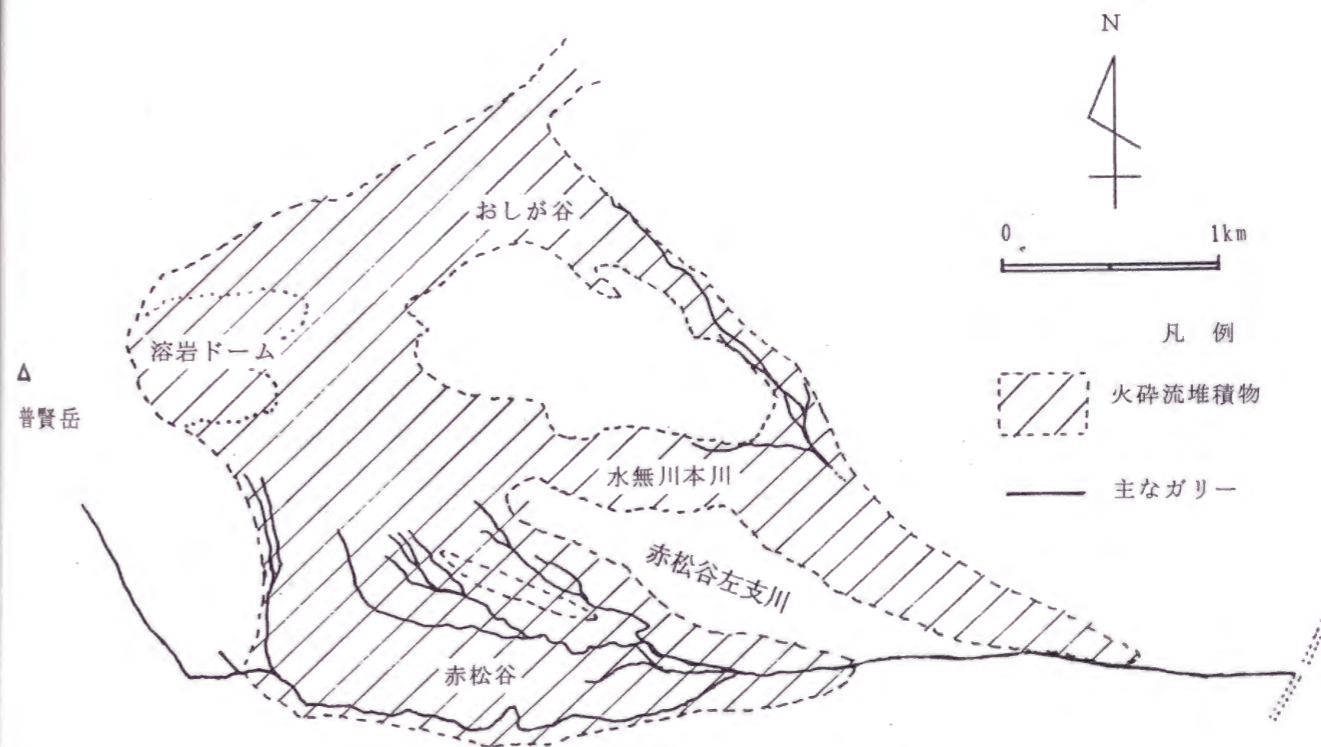 N
0 1km
凡 例
火砕流堆積物
主なガリー
おしが谷
溶岩ドーム
普賢岳
水無川本川
赤松谷左支川
赤松谷